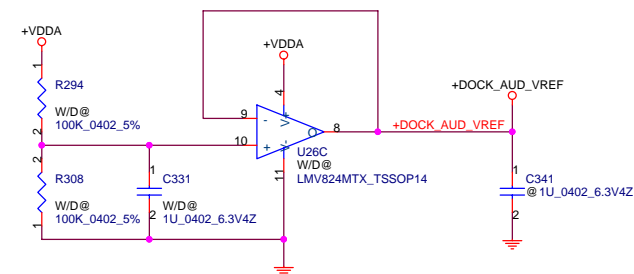 +VDDA
1
R294
W/D@
100K_0402_5%
2
2
R308
W/D@
100K_0402_5%
1
1
C331
W/D@
2
1U_0402_6.3V4Z
+VDDA
4
9
-
V+
O
8
10
+
V-
U26C
W/D@
11
LMV824MTX_TSSOP14
+DOCK_AUD_VREF
+DOCK_AUD_VREF
1
C341
@
1U_0402_6.3V4Z
2